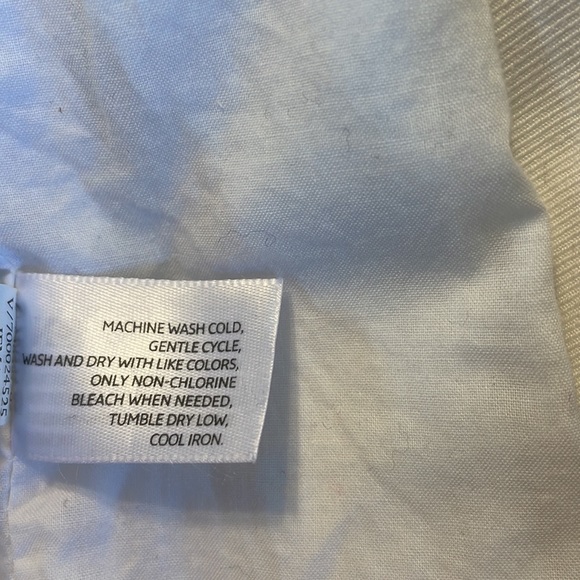 MACHINE WASH COLD,
GENTLE CYCLE,
WASH AND DRY WITH LIKE COLORS,
ONLY NON-CHLORINE
BLEACH WHEN NEEDED,
TUMBLE DRY LOW,
COOL IRON.
V770024525